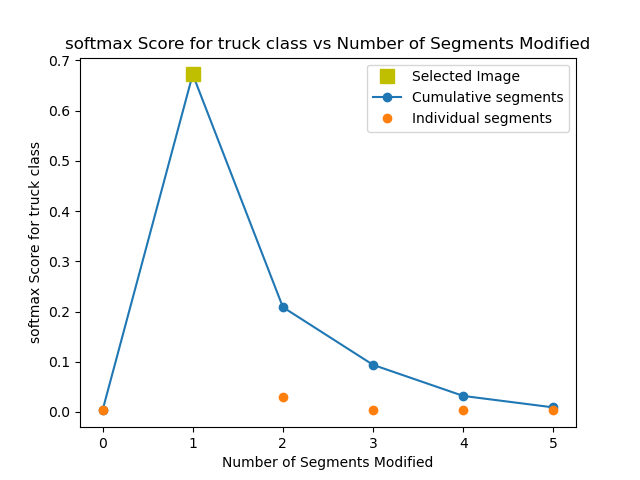 softmax Score for truck class vs Number of Segments Modified
Selected Image
Cumulative segments
Individual segments
softmax Score for truck class
0.7
0.6
0.5
0.4
0.3
0.2
0.1
0.0
0 1 2 3 4 5
Number of Segments Modified